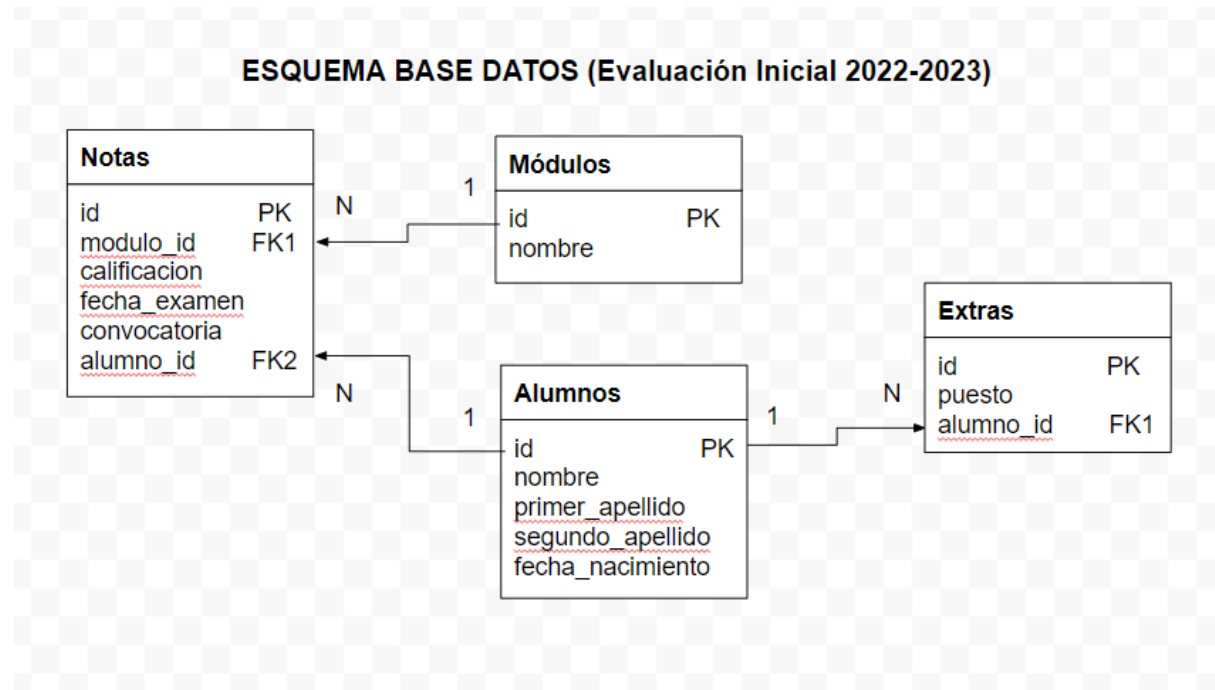 ESQUEMA BASE DATOS (Evaluación Inicial 2022-2023)
Notas
id PK
modulo_id FK1
calificacion
fecha_examen
convocatoria
alumno_id FK2
N
N
1
Módulos
id PK
nombre
1
Alumnos
id PK
nombre
primer_apellido
segundo_apellido
fecha_nacimiento
1
N
Extras
id PK
puesto
alumno_id FK1